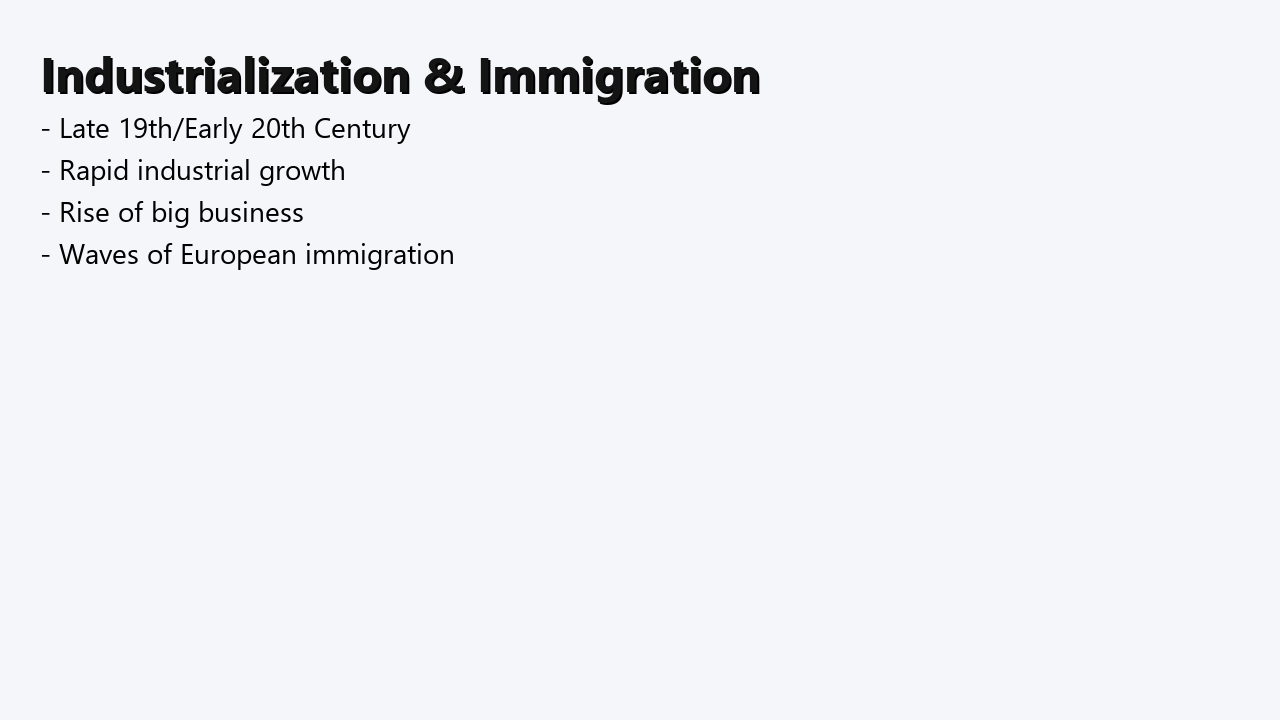 Industrialization & Immigration
- Late 19th/Early 20th Century
- Rapid industrial growth
- Rise of big business
- Waves of European immigration